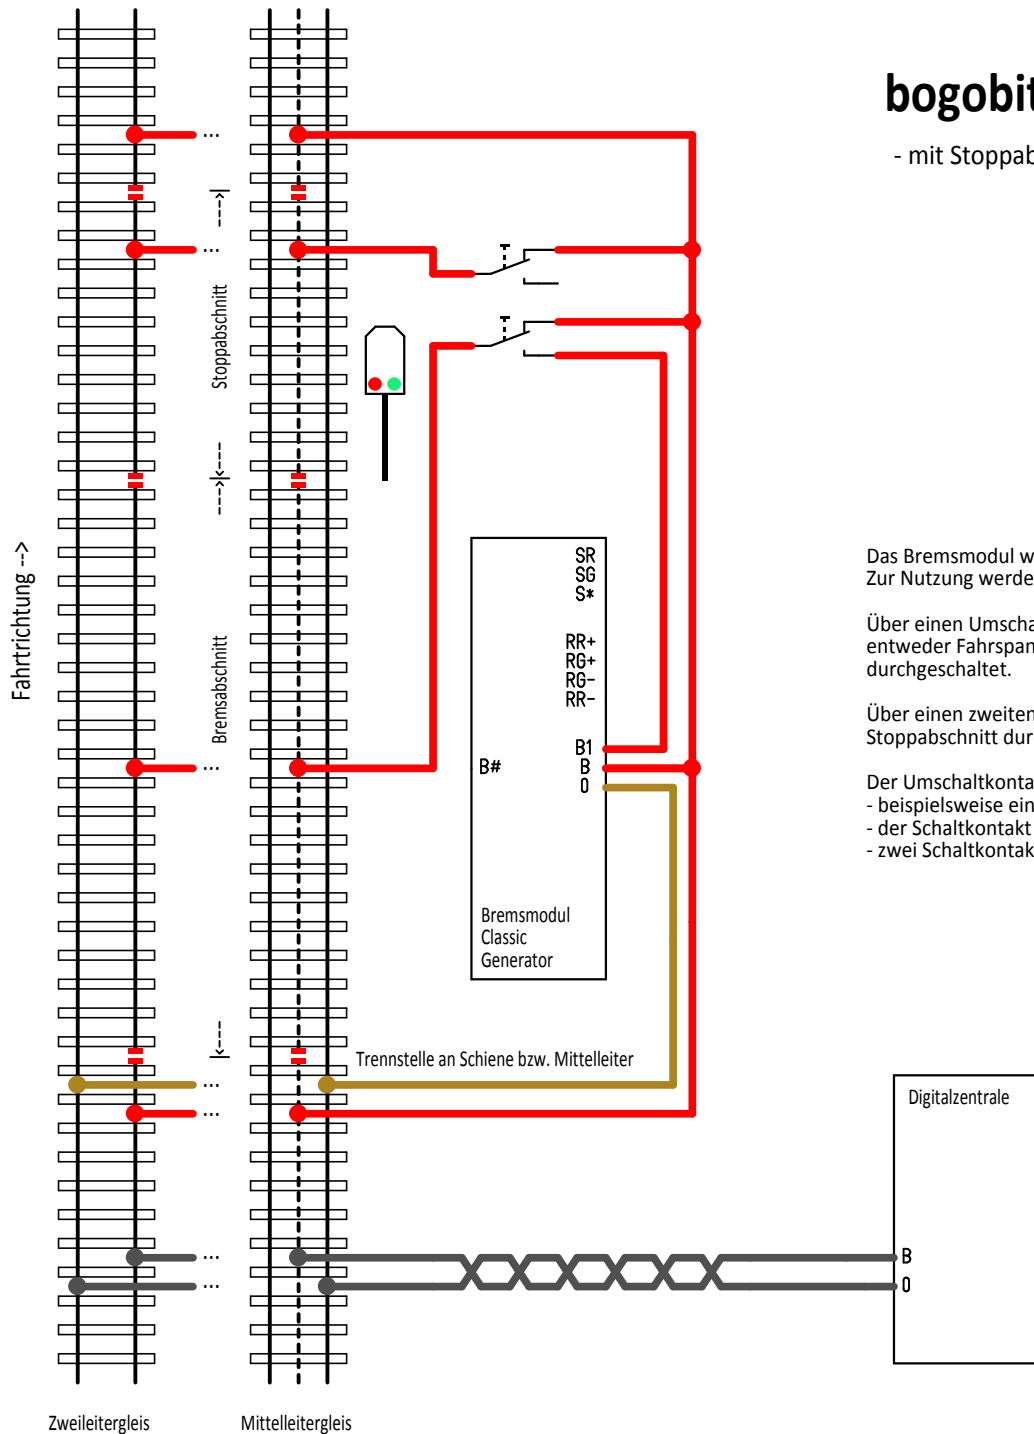 bogobit
- mit Stoppab
...
...
Stoppabschnitt
Fahrtrichtung -->
Bremsabschnitt
...
SR
SG
S*
RR+
RG+
RG-
RR-
B1
B# B
0
Bremsmodul
Classic
Generator
Das Bremsmodul w
Zur Nutzung werde
Über einen Umscha
entweder Fahrspan
durchgeschaltet.
Über einen zweiten
Stoppabschnitt dur
Der Umschaltkonta
- beispielsweise ein
- der Schaltkontakt
- zwei Schaltkontak
Trennstelle an Schiene bzw. Mittelleiter
...
...
Digitalzentrale
...
B
...
0
Zweileitergleis Mittelleitergleis